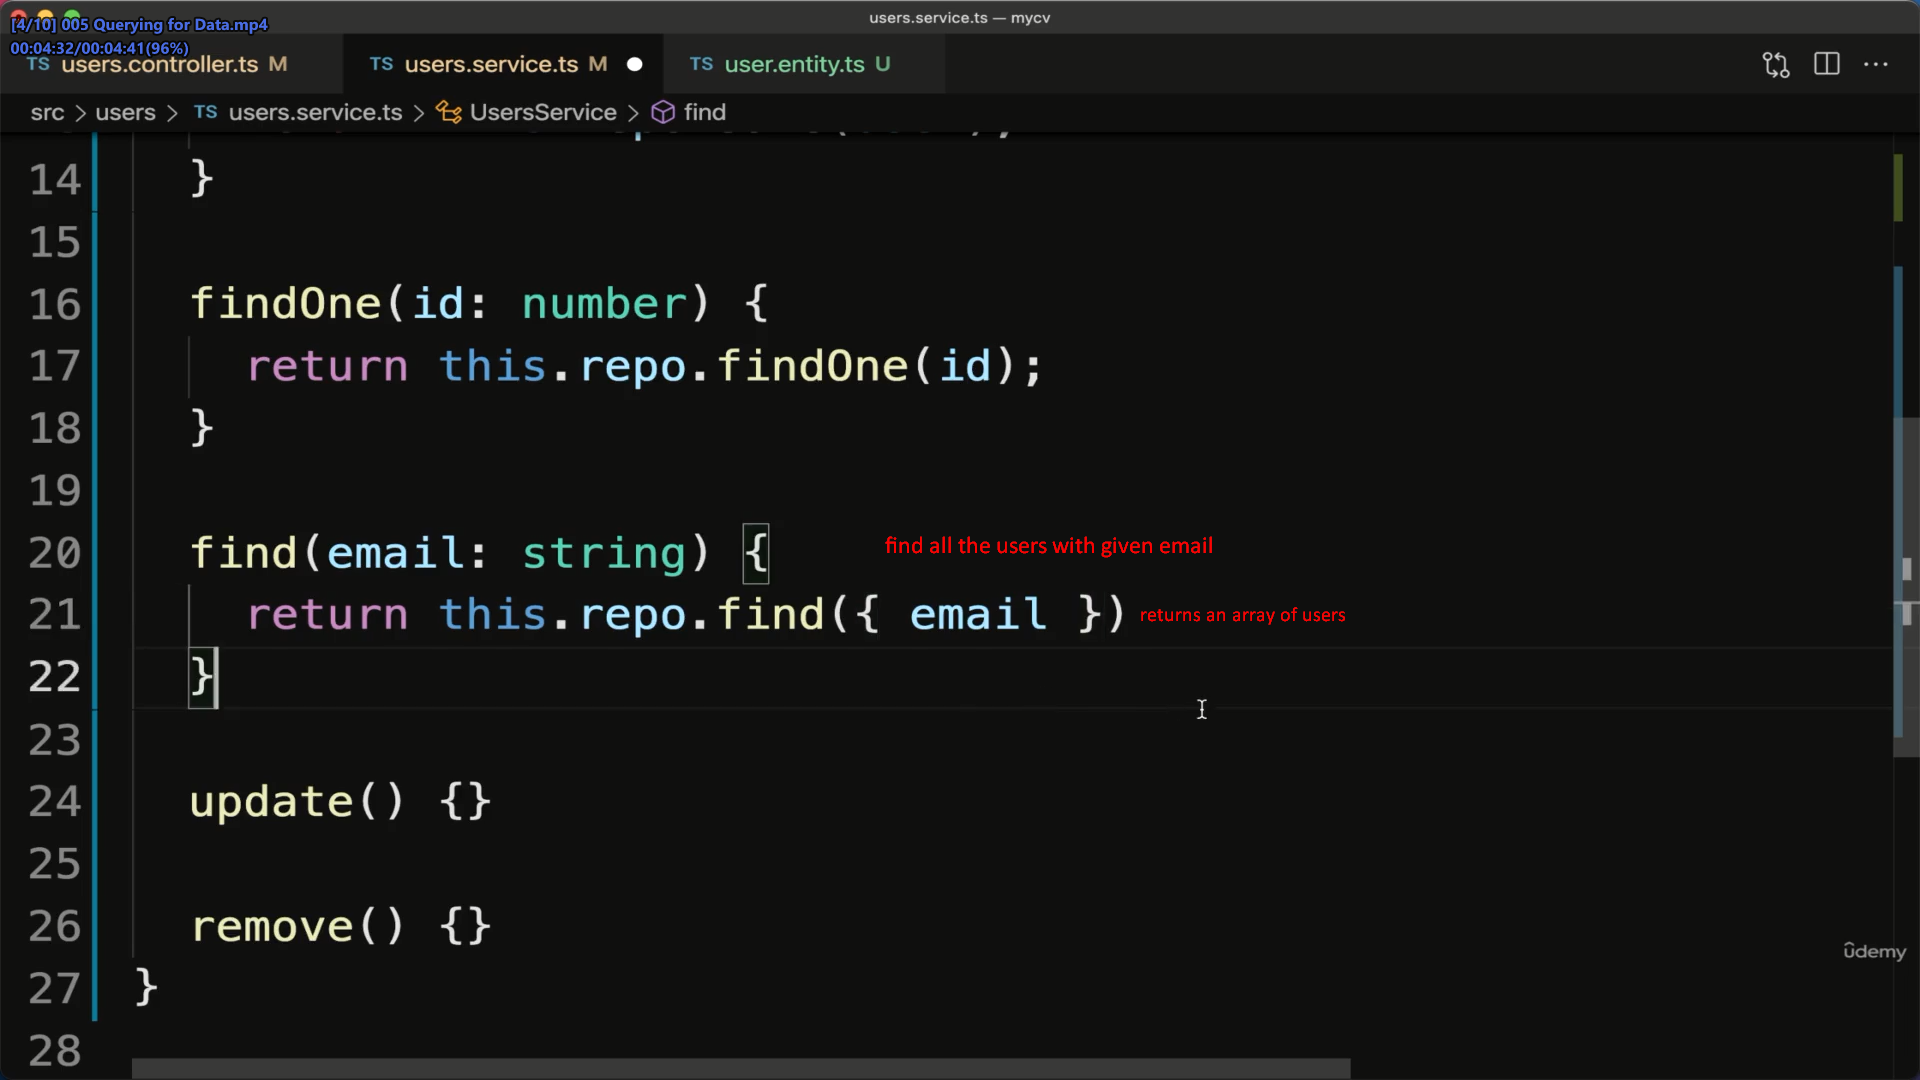 users.service.ts — mycv
[4/10] 005 Querying for Data.mp4
00:04:32/00:04:41(96%)
TS users.controller.ts M TS users.service.ts M TS user.entity.ts U
src > users > TS users.service.ts > UsersService > find
14 }
15
16 findOne(id: number) {
17 return this.repo.findOne(id);
18 }
19
20 find(email: string) { find all the users with given email
21 return this.repo.find({ email }) returns an array of users
22 }
23
24 update() {}
25
26 remove() {}
27 }
28
ûdemy